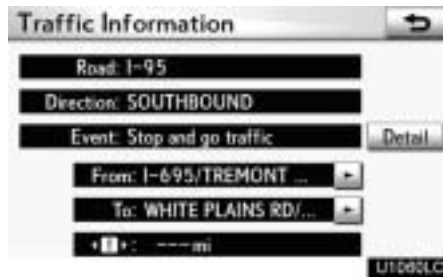 Traffic Information
Road: I-95
Direction: SOUTHBOUND
Event: Stop and go traffic Detail
From: I-695/TREMONT ...
To: WHITE PLAINS RD/...
: ---mi
U1060LC